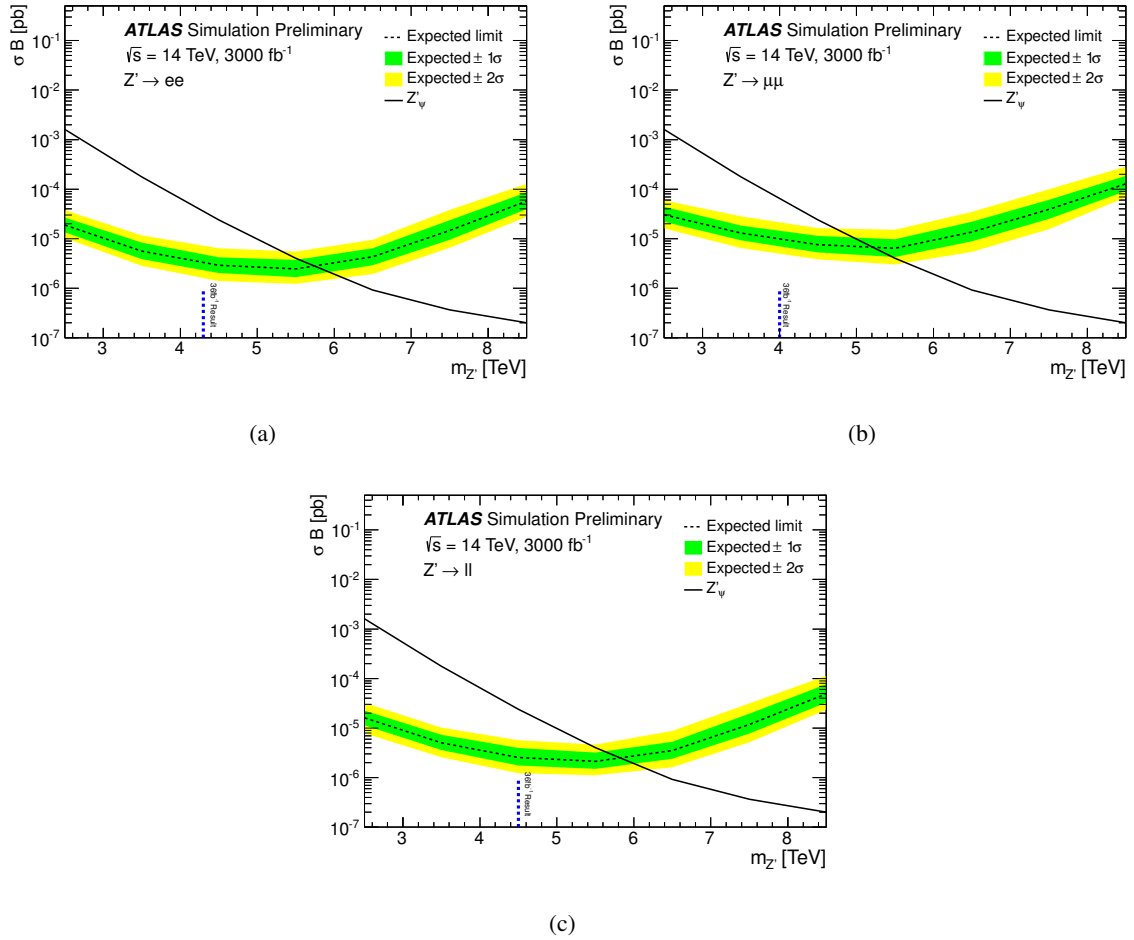 σ B [pb]
10⁻¹
10⁻²
10⁻³
10⁻⁴
10⁻⁵
10⁻⁶
10⁻⁷
ATLAS Simulation Preliminary
√s = 14 TeV, 3000 fb⁻¹
Z' → ee
Expected limit
Expected ± 1σ
Expected ± 2σ
Z'ψ
36fb⁻¹ Result
3 4 5 6 7 8
mZ' [TeV]
(a)
σ B [pb]
10⁻¹
10⁻²
10⁻³
10⁻⁴
10⁻⁵
10⁻⁶
10⁻⁷
ATLAS Simulation Preliminary
√s = 14 TeV, 3000 fb⁻¹
Z' → μμ
Expected limit
Expected ± 1σ
Expected ± 2σ
Z'ψ
36fb⁻¹ Result
3 4 5 6 7 8
mZ' [TeV]
(b)
σ B [pb]
10⁻¹
10⁻²
10⁻³
10⁻⁴
10⁻⁵
10⁻⁶
10⁻⁷
ATLAS Simulation Preliminary
√s = 14 TeV, 3000 fb⁻¹
Z' → ll
Expected limit
Expected ± 1σ
Expected ± 2σ
Z'ψ
36fb⁻¹ Result
3 4 5 6 7 8
mZ' [TeV]
(c)